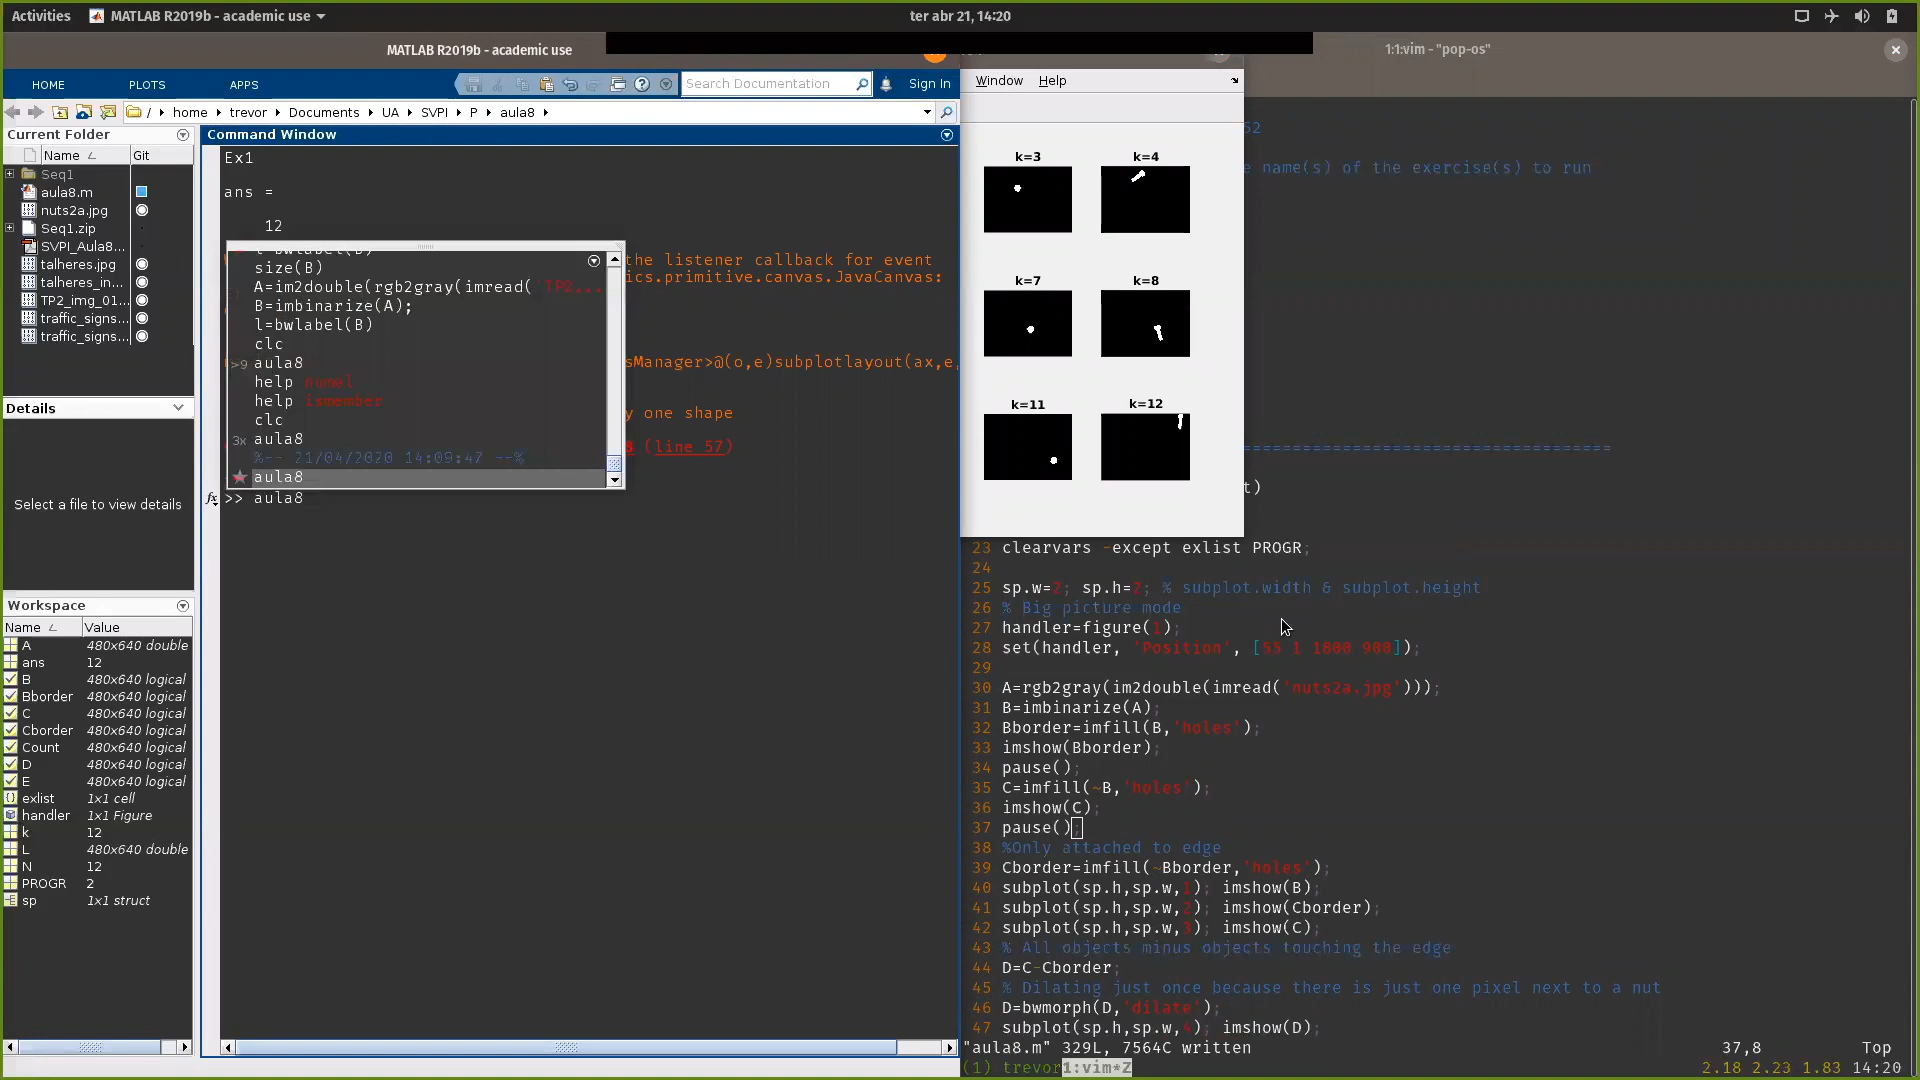 Activities MATLAB R2019b - academic use ter abr 21, 14:20
MATLAB R2019b - academic use 1:1:vim - "pop-os"
HOME PLOTS APPS Search Documentation Sign In
/ home trevor Documents UA SVPI P aula8
Current Folder
Name Git
Seq1
aula8.m
nuts2a.jpg
Seq1.zip
SVPI_Aula8...
talheres.jpg
talheres_in...
TP2_img_01...
traffic_signs...
traffic_signs...
Details
Select a file to view details
Workspace
Name Value
A 480x640 double
ans 12
B 480x640 logical
Bborder 480x640 logical
C 480x640 logical
Cborder 480x640 logical
Count 480x640 logical
D 480x640 logical
E 480x640 logical
exlist 1x1 cell
handler 1x1 Figure
k 12
L 480x640 double
N 12
PROGR 2
sp 1x1 struct
Command Window
Ex1
ans =
12
the listener callback for event
ics.primitive.canvas.JavaCanvas:
sManager>@(o,e)subplotlayout(ax,e,
y one shape
8 (line 57)
l=bwlabel(B)
size(B)
A=im2double(rgb2gray(imread('TP2...
B=imbinarize(A);
l=bwlabel(B)
clc
>9 aula8
help numel
help ismember
clc
3x aula8
%-- 21/04/2020 14:09:47 --%
aula8
fx >> aula8
Window Help
k=3 k=4
k=7 k=8
k=11 k=12
52
e name(s) of the exercise(s) to run
t)
23 clearvars -except exlist PROGR;
24
25 sp.w=2; sp.h=2; % subplot.width & subplot.height
26 % Big picture mode
27 handler=figure(1);
28 set(handler, 'Position', [55 1 1800 900]);
29
30 A=rgb2gray(im2double(imread('nuts2a.jpg')));
31 B=imbinarize(A);
32 Bborder=imfill(B,'holes');
33 imshow(Bborder);
34 pause();
35 C=imfill(~B,'holes');
36 imshow(C);
37 pause();
38 %Only attached to edge
39 Cborder=imfill(~Bborder,'holes');
40 subplot(sp.h,sp.w,1); imshow(B);
41 subplot(sp.h,sp.w,2); imshow(Cborder);
42 subplot(sp.h,sp.w,3); imshow(C);
43 % All objects minus objects touching the edge
44 D=C-Cborder;
45 % Dilating just once because there is just one pixel next to a nut
46 D=bwmorph(D,'dilate');
47 subplot(sp.h,sp.w,4); imshow(D);
"aula8.m" 329L, 7564C written 37,8 Top
(1) trevor 1:vim*Z 2.18 2.23 1.83 14:20